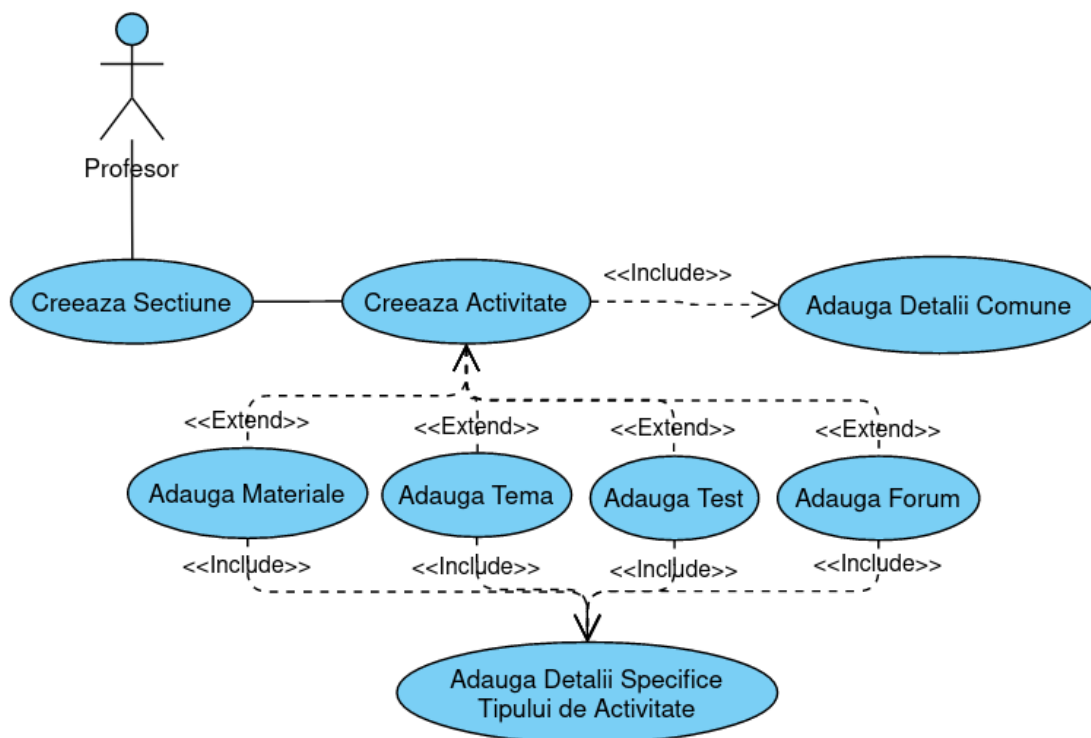 Profesor
Creeaza Sectiune
Creeaza Activitate
<<Include>>
Adauga Detalii Comune
<<Extend>>
<<Extend>>
<<Extend>>
<<Extend>>
Adauga Materiale
Adauga Tema
Adauga Test
Adauga Forum
<<Include>>
<<Include>>
<<Include>>
<<Include>>
Adauga Detalii Specifice
Tipului de Activitate